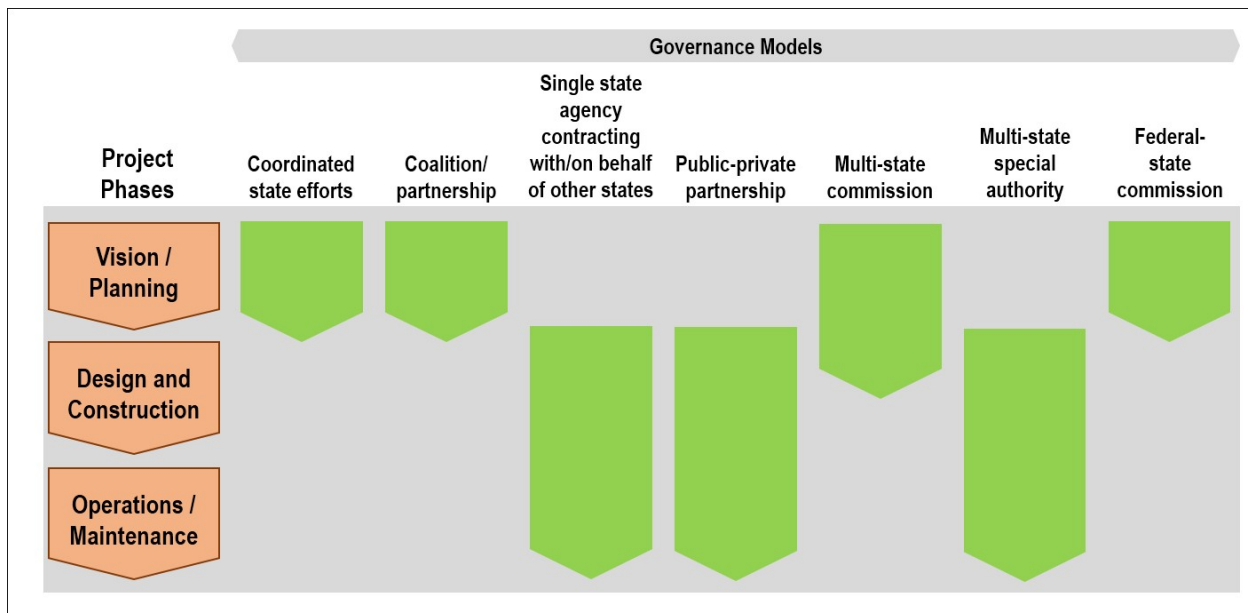 Governance Models
Project
Phases
Coordinated
state efforts
Coalition/
partnership
Single state
agency
contracting
with/on behalf
of other states
Public-private
partnership
Multi-state
commission
Multi-state
special
authority
Federal-
state
commission
Vision /
Planning
Design and
Construction
Operations /
Maintenance